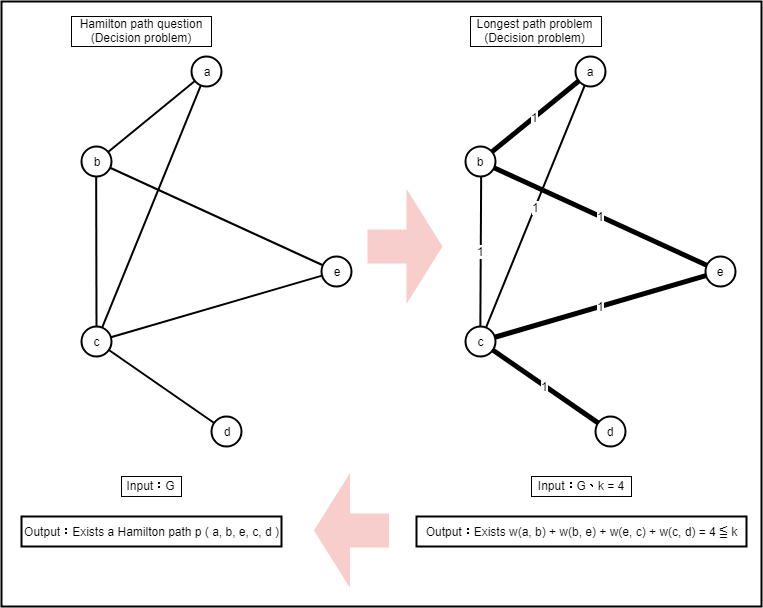 Hamilton path question
(Decision problem)
Longest path problem
(Decision problem)
a
b
e
c
d
a
1
b
1
1
1
e
1
c
1
d
Input：G
Input：G、k = 4
Output：Exists a Hamilton path p ( a, b, e, c, d )
Output：Exists w(a, b) + w(b, e) + w(e, c) + w(c, d) = 4 ≦ k